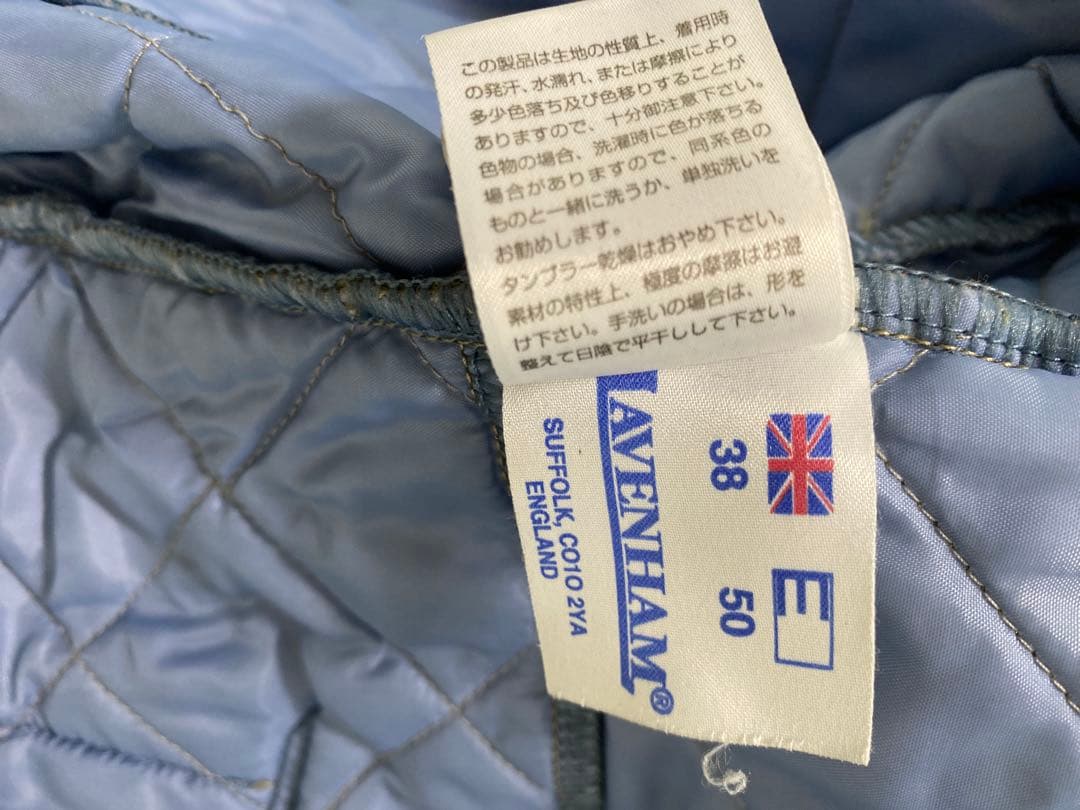 この製品は生地の性質上、着用時
の発汗、水濡れ、または摩擦により
多少色落ち及び色移りすることが
ありますので、十分御注意下さい。
色物の場合、洗濯時に色が落ちる
場合がありますので、同系色の
ものと一緒に洗うか、単独洗いを
お勧めします。
タンブラー乾燥はおやめ下さい。
素材の特性上、極度の摩擦はお避
け下さい。手洗いの場合は、形を
整えて日陰で平干しして下さい。
38
E
50
LAVENHAM®
SUFFOLK, CO10 2YA
ENGLAND